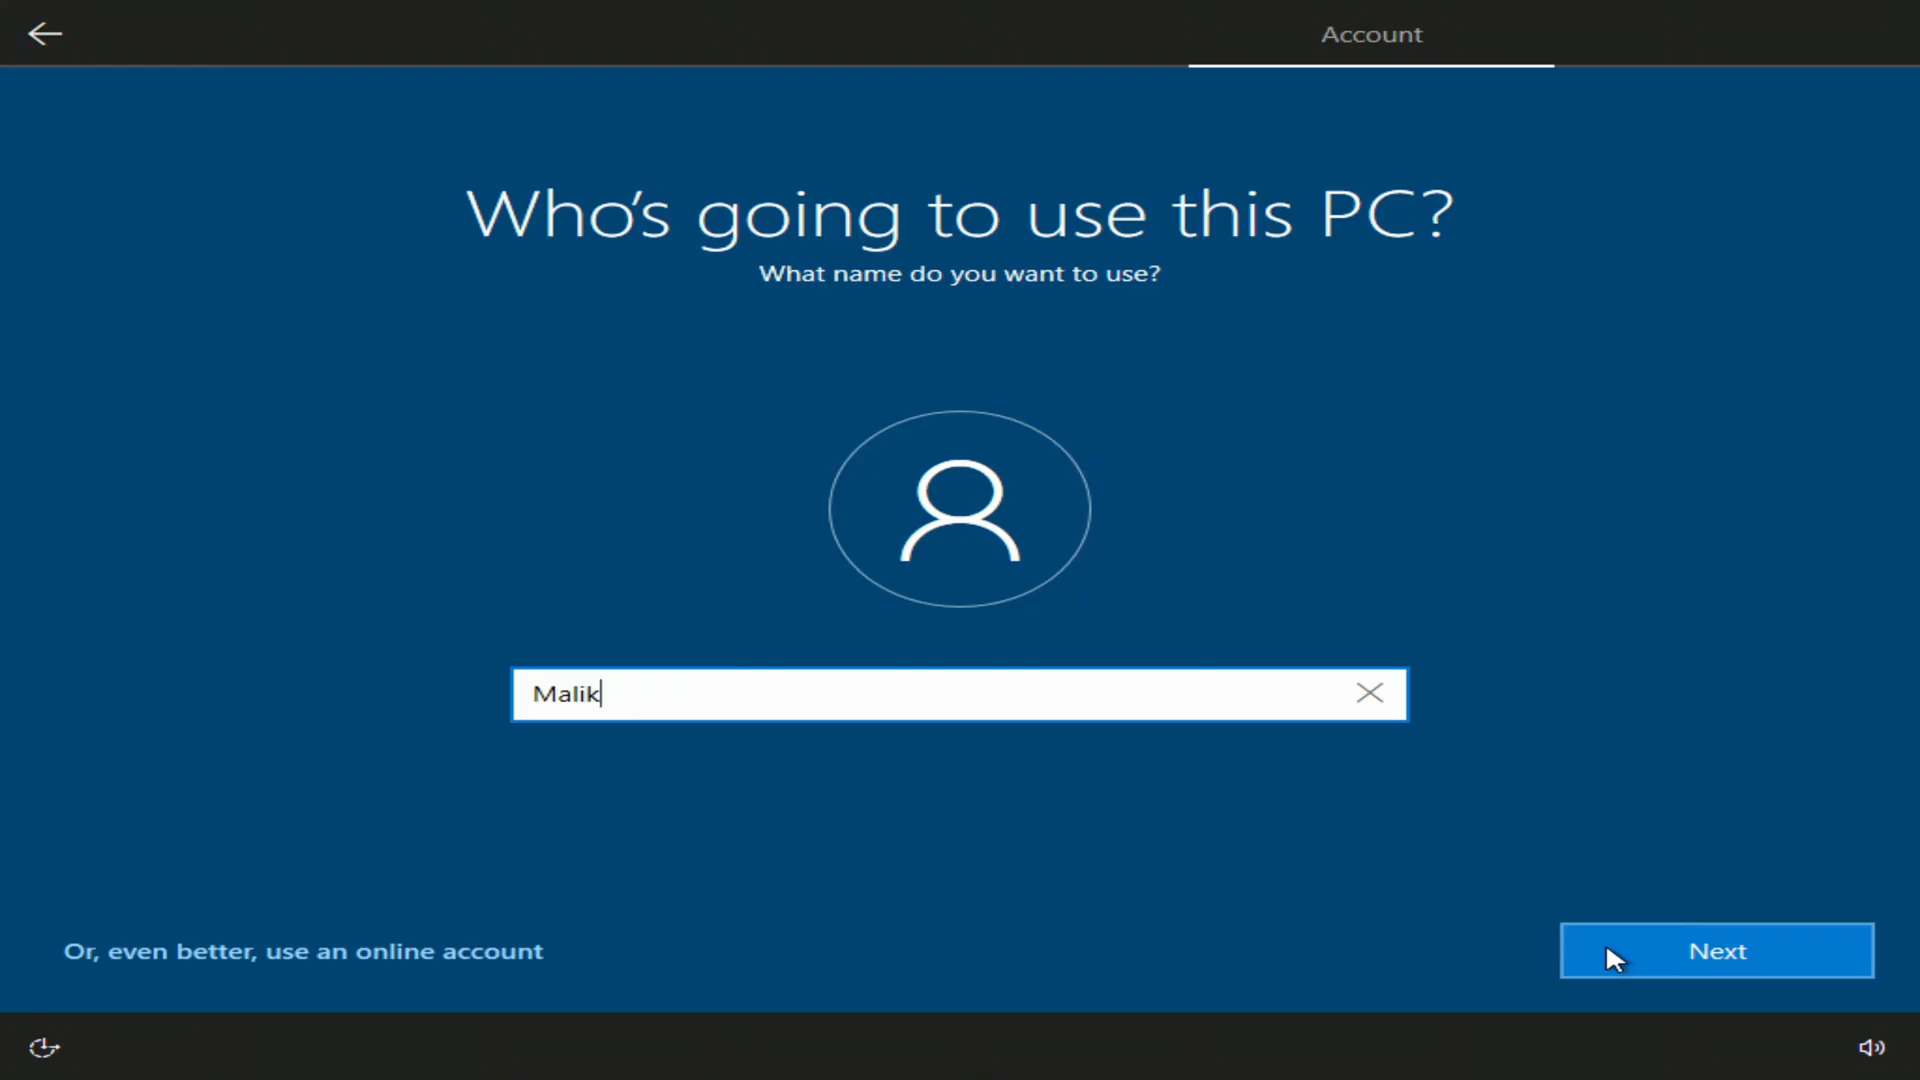 Account
Who's going to use this PC?
What name do you want to use?
Malik
Or, even better, use an online account
Next